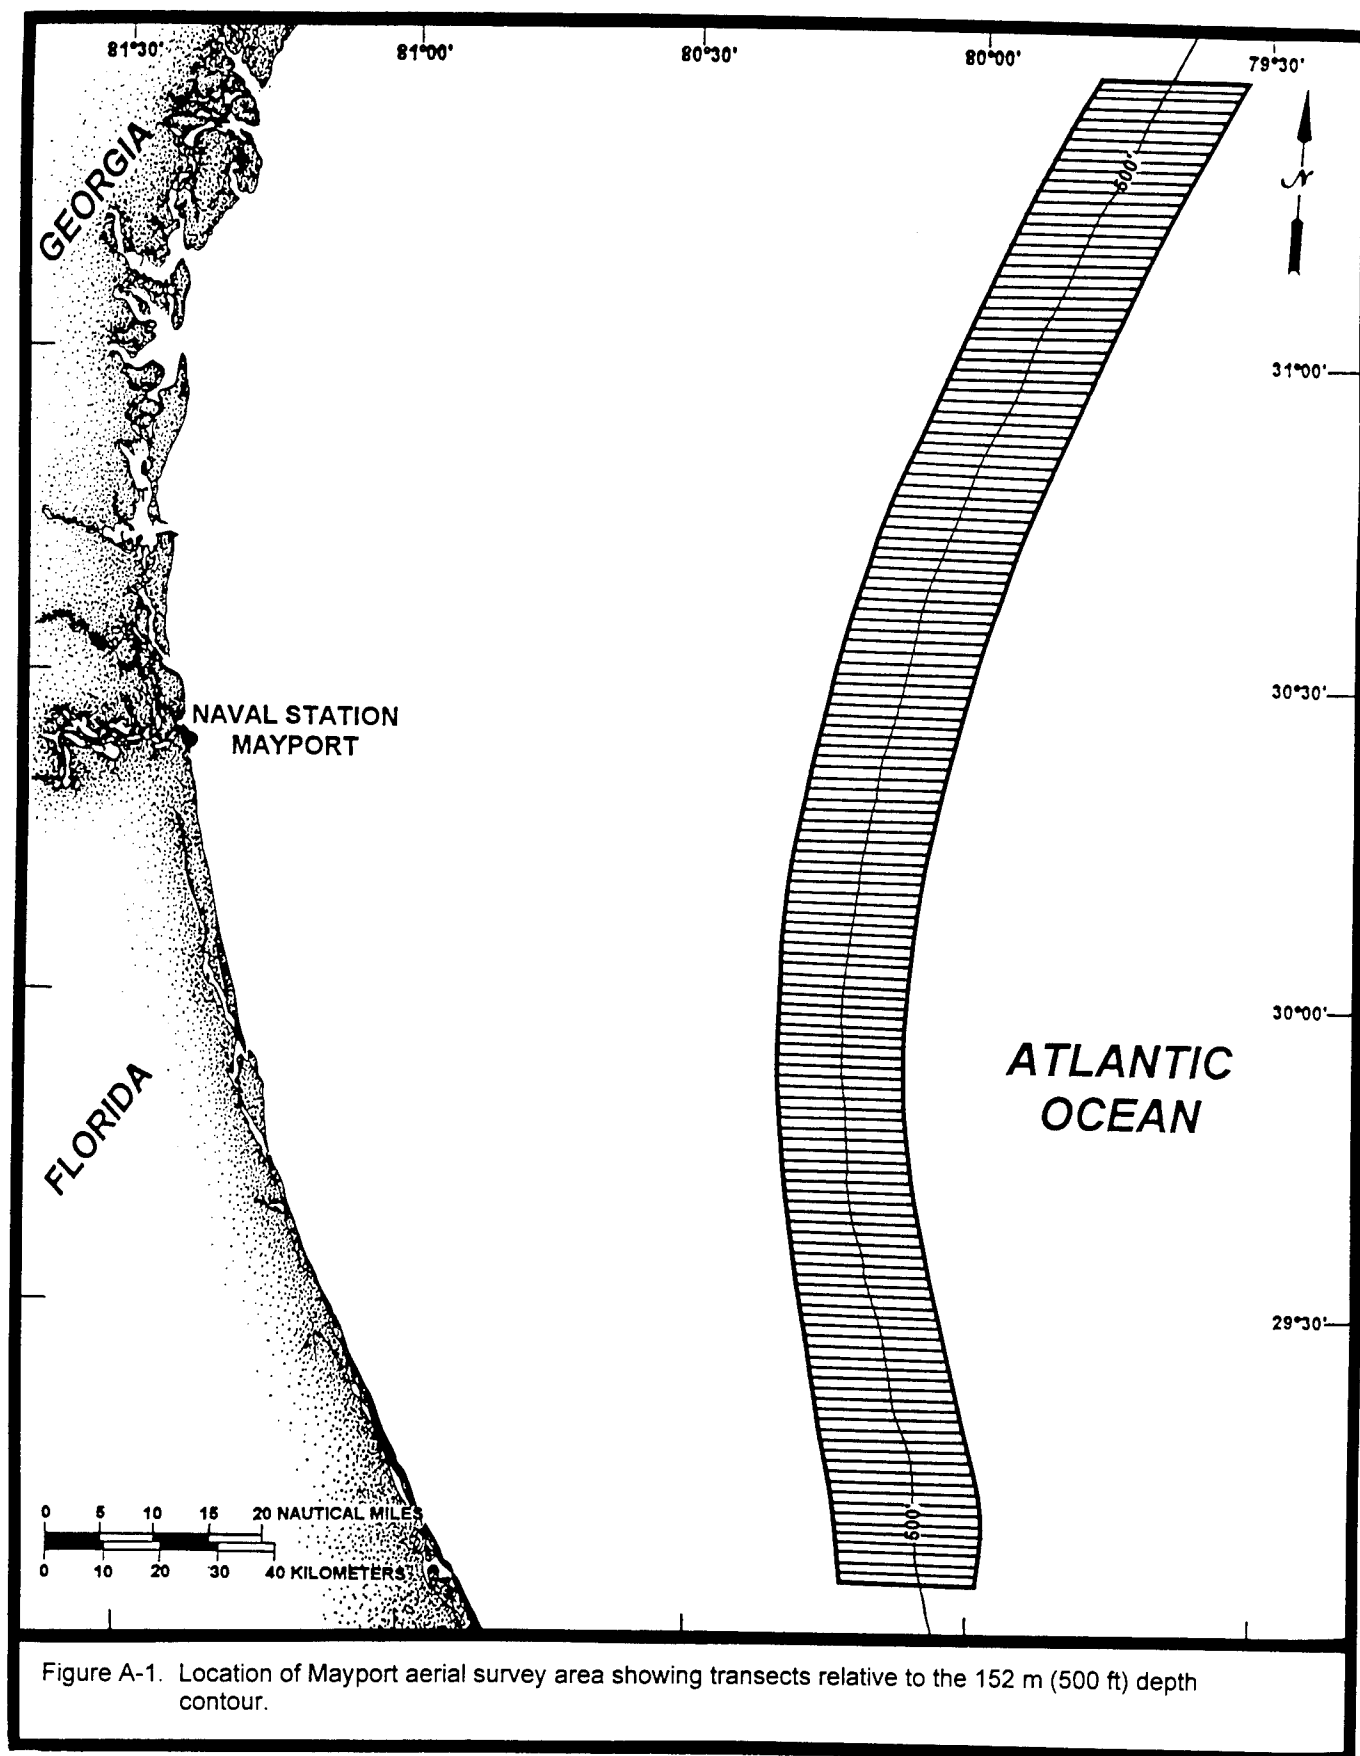 81°30' 81°00' 80°30' 80°00' 79°30'
GEORGIA
500'
N
31°00'
30°30'
NAVAL STATION
MAYPORT
30°00'
ATLANTIC
OCEAN
FLORIDA
29°30'
0 5 10 15 20 NAUTICAL MILES
500'
0 10 20 30 40 KILOMETERS
Figure A-1. Location of Mayport aerial survey area showing transects relative to the 152 m (500 ft) depth
contour.